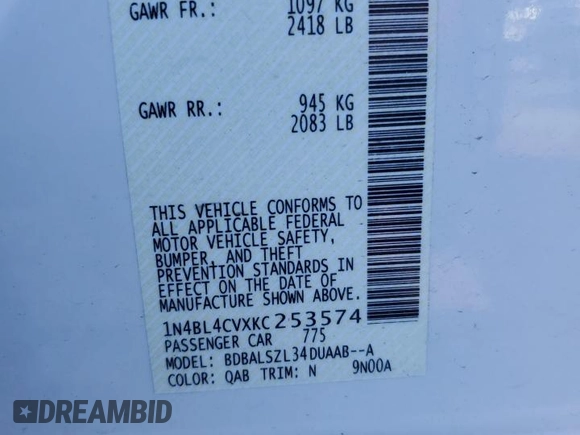 GAWR FR.: 1097 KG
2418 LB
GAWR RR.: 945 KG
2083 LB
THIS VEHICLE CONFORMS TO
ALL APPLICABLE FEDERAL
MOTOR VEHICLE SAFETY,
BUMPER, AND THEFT
PREVENTION STANDARDS IN
EFFECT ON THE DATE OF
MANUFACTURE SHOWN ABOVE.
1N4BL4CVXKC253574
PASSENGER CAR 775
MODEL: BDBALSZL34DUAAB--A
COLOR: QAB TRIM: N 9N00A
DREAMBID